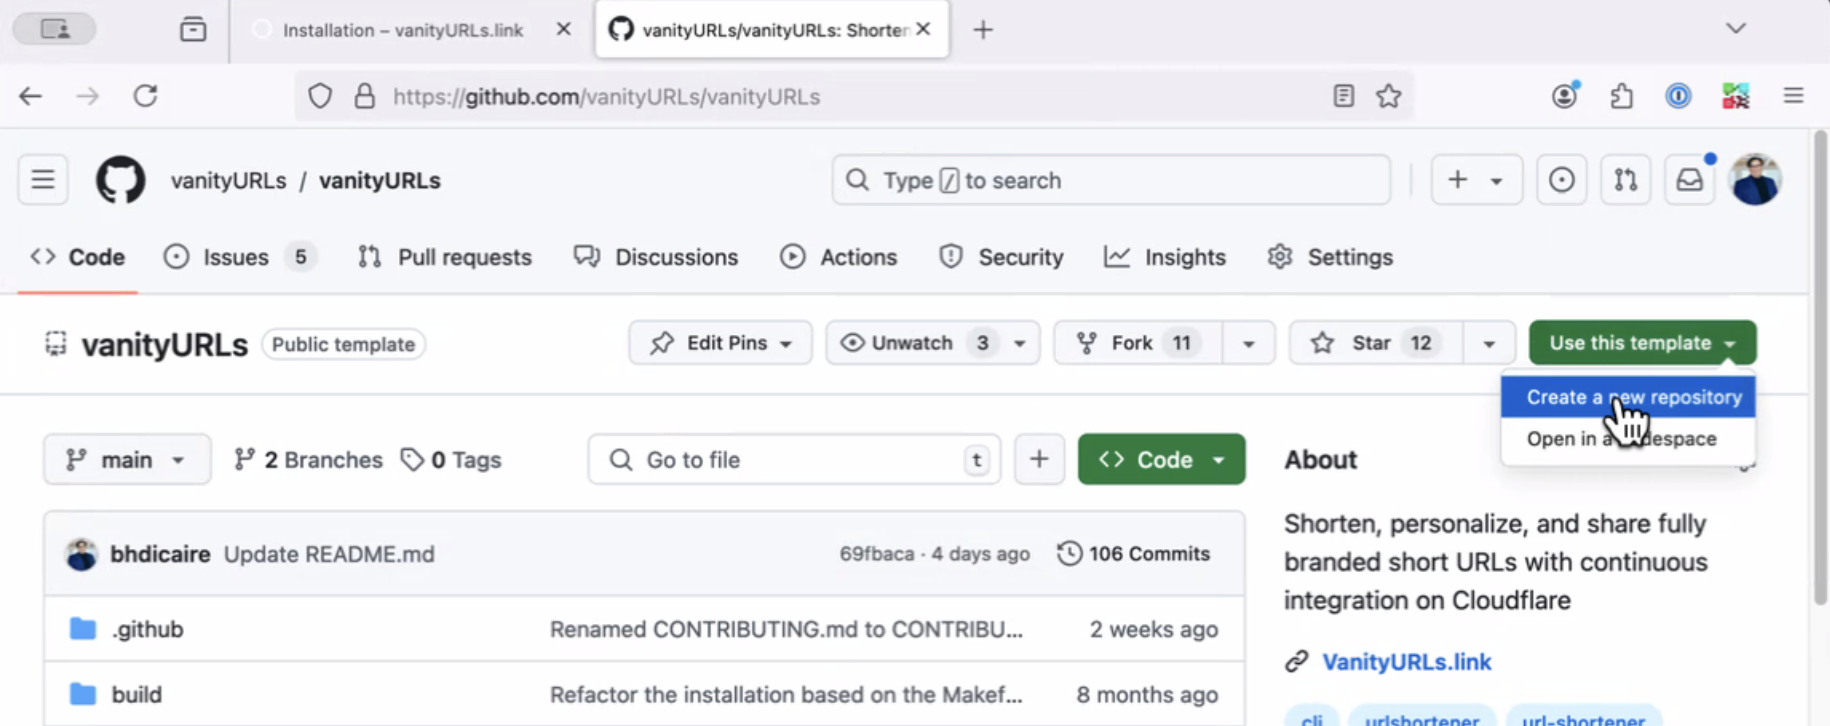 Installation – vanityURLs.link
vanityURLs/vanityURLs: Shorten
https://github.com/vanityURLs/vanityURLs
vanityURLs / vanityURLs
Type / to search
Code
Issues 5
Pull requests
Discussions
Actions
Security
Insights
Settings
vanityURLs Public template
Edit Pins
Unwatch 3
Fork 11
Star 12
Use this template
Create a new repository
Open in a
despace
main
2 Branches
0 Tags
Go to file t
Code
About
Shorten, personalize, and share fully
branded short URLs with continuous
integration on Cloudflare
VanityURLs.link
cli urlshortener url-shortener
bhdicaire Update README.md 69fbaca · 4 days ago 106 Commits
.github Renamed CONTRIBUTING.md to CONTRIBU... 2 weeks ago
build Refactor the installation based on the Makef... 8 months ago